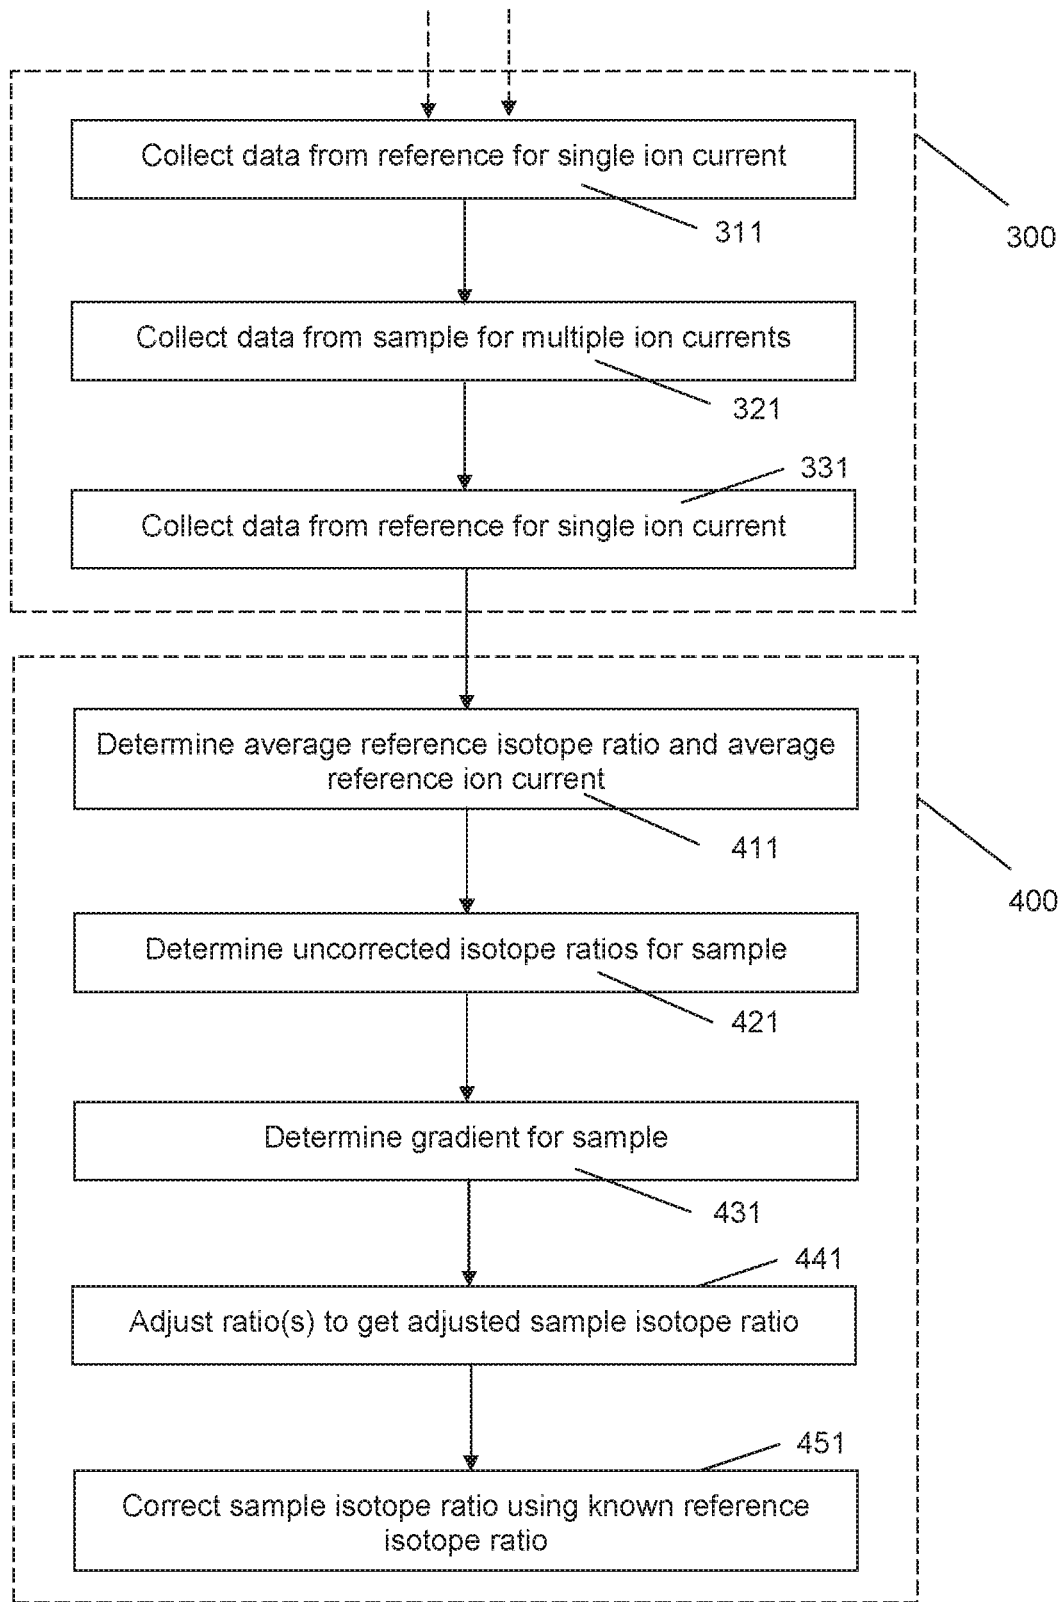 Collect data from reference for single ion current
311
300
Collect data from sample for multiple ion currents
321
331
Collect data from reference for single ion current
Determine average reference isotope ratio and average
reference ion current
411
400
Determine uncorrected isotope ratios for sample
421
Determine gradient for sample
431
441
Adjust ratio(s) to get adjusted sample isotope ratio
451
Correct sample isotope ratio using known reference
isotope ratio